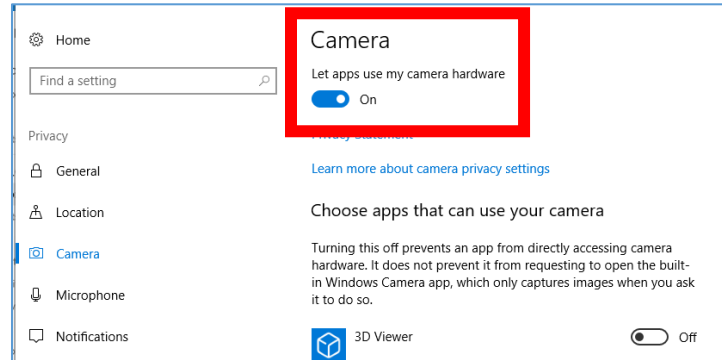 Home
Find a setting
Privacy
General
Location
Camera
Microphone
Notifications
Camera
Let apps use my camera hardware
On
Privacy Statement
Learn more about camera privacy settings
Choose apps that can use your camera
Turning this off prevents an app from directly accessing camera
hardware. It does not prevent it from requesting to open the built-
in Windows Camera app, which only captures images when you ask
it to do so.
3D Viewer
Off